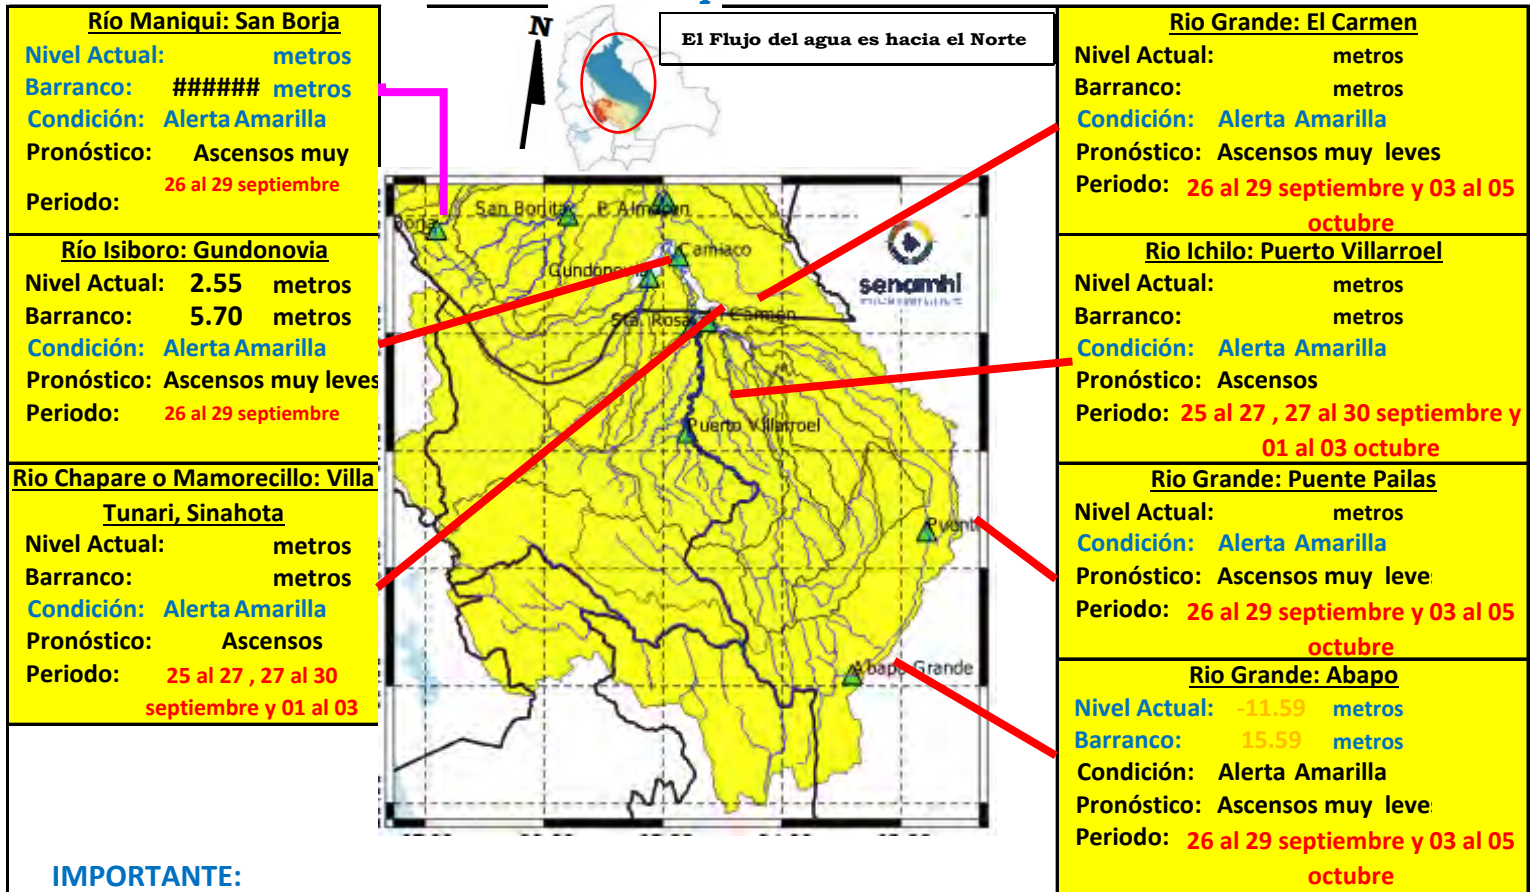 Río Maniqui: San Borja
Nivel Actual: metros
Barranco: ###### metros
Condición: Alerta Amarilla
Pronóstico: Ascensos muy
26 al 29 septiembre
Periodo:
Río Isiboro: Gundonovia
Nivel Actual: 2.55 metros
Barranco: 5.70 metros
Condición: Alerta Amarilla
Pronóstico: Ascensos muy leves
Periodo: 26 al 29 septiembre
Rio Chapare o Mamorecillo: Villa
Tunari, Sinahota
Nivel Actual: metros
Barranco: metros
Condición: Alerta Amarilla
Pronóstico: Ascensos
Periodo: 25 al 27 , 27 al 30
septiembre y 01 al 03
IMPORTANTE:
N
El Flujo del agua es hacia el Norte
Borja
San Bonita
P. Almacen
Camiaco
Gundonovia
senamhi
Sta. Rosa
Carmen
Puerto Villarroel
Puent
Abapo Grande
Rio Grande: El Carmen
Nivel Actual: metros
Barranco: metros
Condición: Alerta Amarilla
Pronóstico: Ascensos muy leves
Periodo: 26 al 29 septiembre y 03 al 05
octubre
Rio Ichilo: Puerto Villarroel
Nivel Actual: metros
Barranco: metros
Condición: Alerta Amarilla
Pronóstico: Ascensos
Periodo: 25 al 27 , 27 al 30 septiembre y
01 al 03 octubre
Rio Grande: Puente Pailas
Nivel Actual: metros
Condición: Alerta Amarilla
Pronóstico: Ascensos muy leve
Periodo: 26 al 29 septiembre y 03 al 05
octubre
Rio Grande: Abapo
Nivel Actual: -11.59 metros
Barranco: 15.59 metros
Condición: Alerta Amarilla
Pronóstico: Ascensos muy leve
Periodo: 26 al 29 septiembre y 03 al 05
octubre